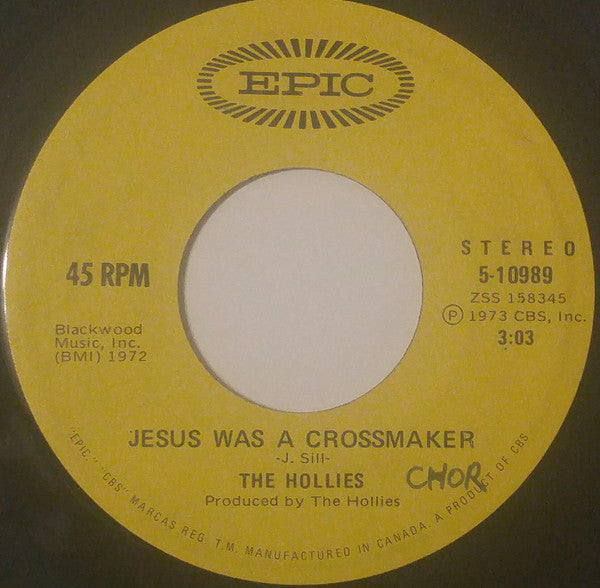 EPIC
45 RPM
Blackwood
Music, Inc.
(BMI) 1972
STEREO
5-10989
ZSS 158345
Ⓟ 1973 CBS, Inc.
3:03
JESUS WAS A CROSSMAKER
-J. Sill-
THE HOLLIES
CHOR
Produced by The Hollies
"EPIC," "CBS" MARCAS REG. T.M. MANUFACTURED IN CANADA. A PRODUCT OF CBS